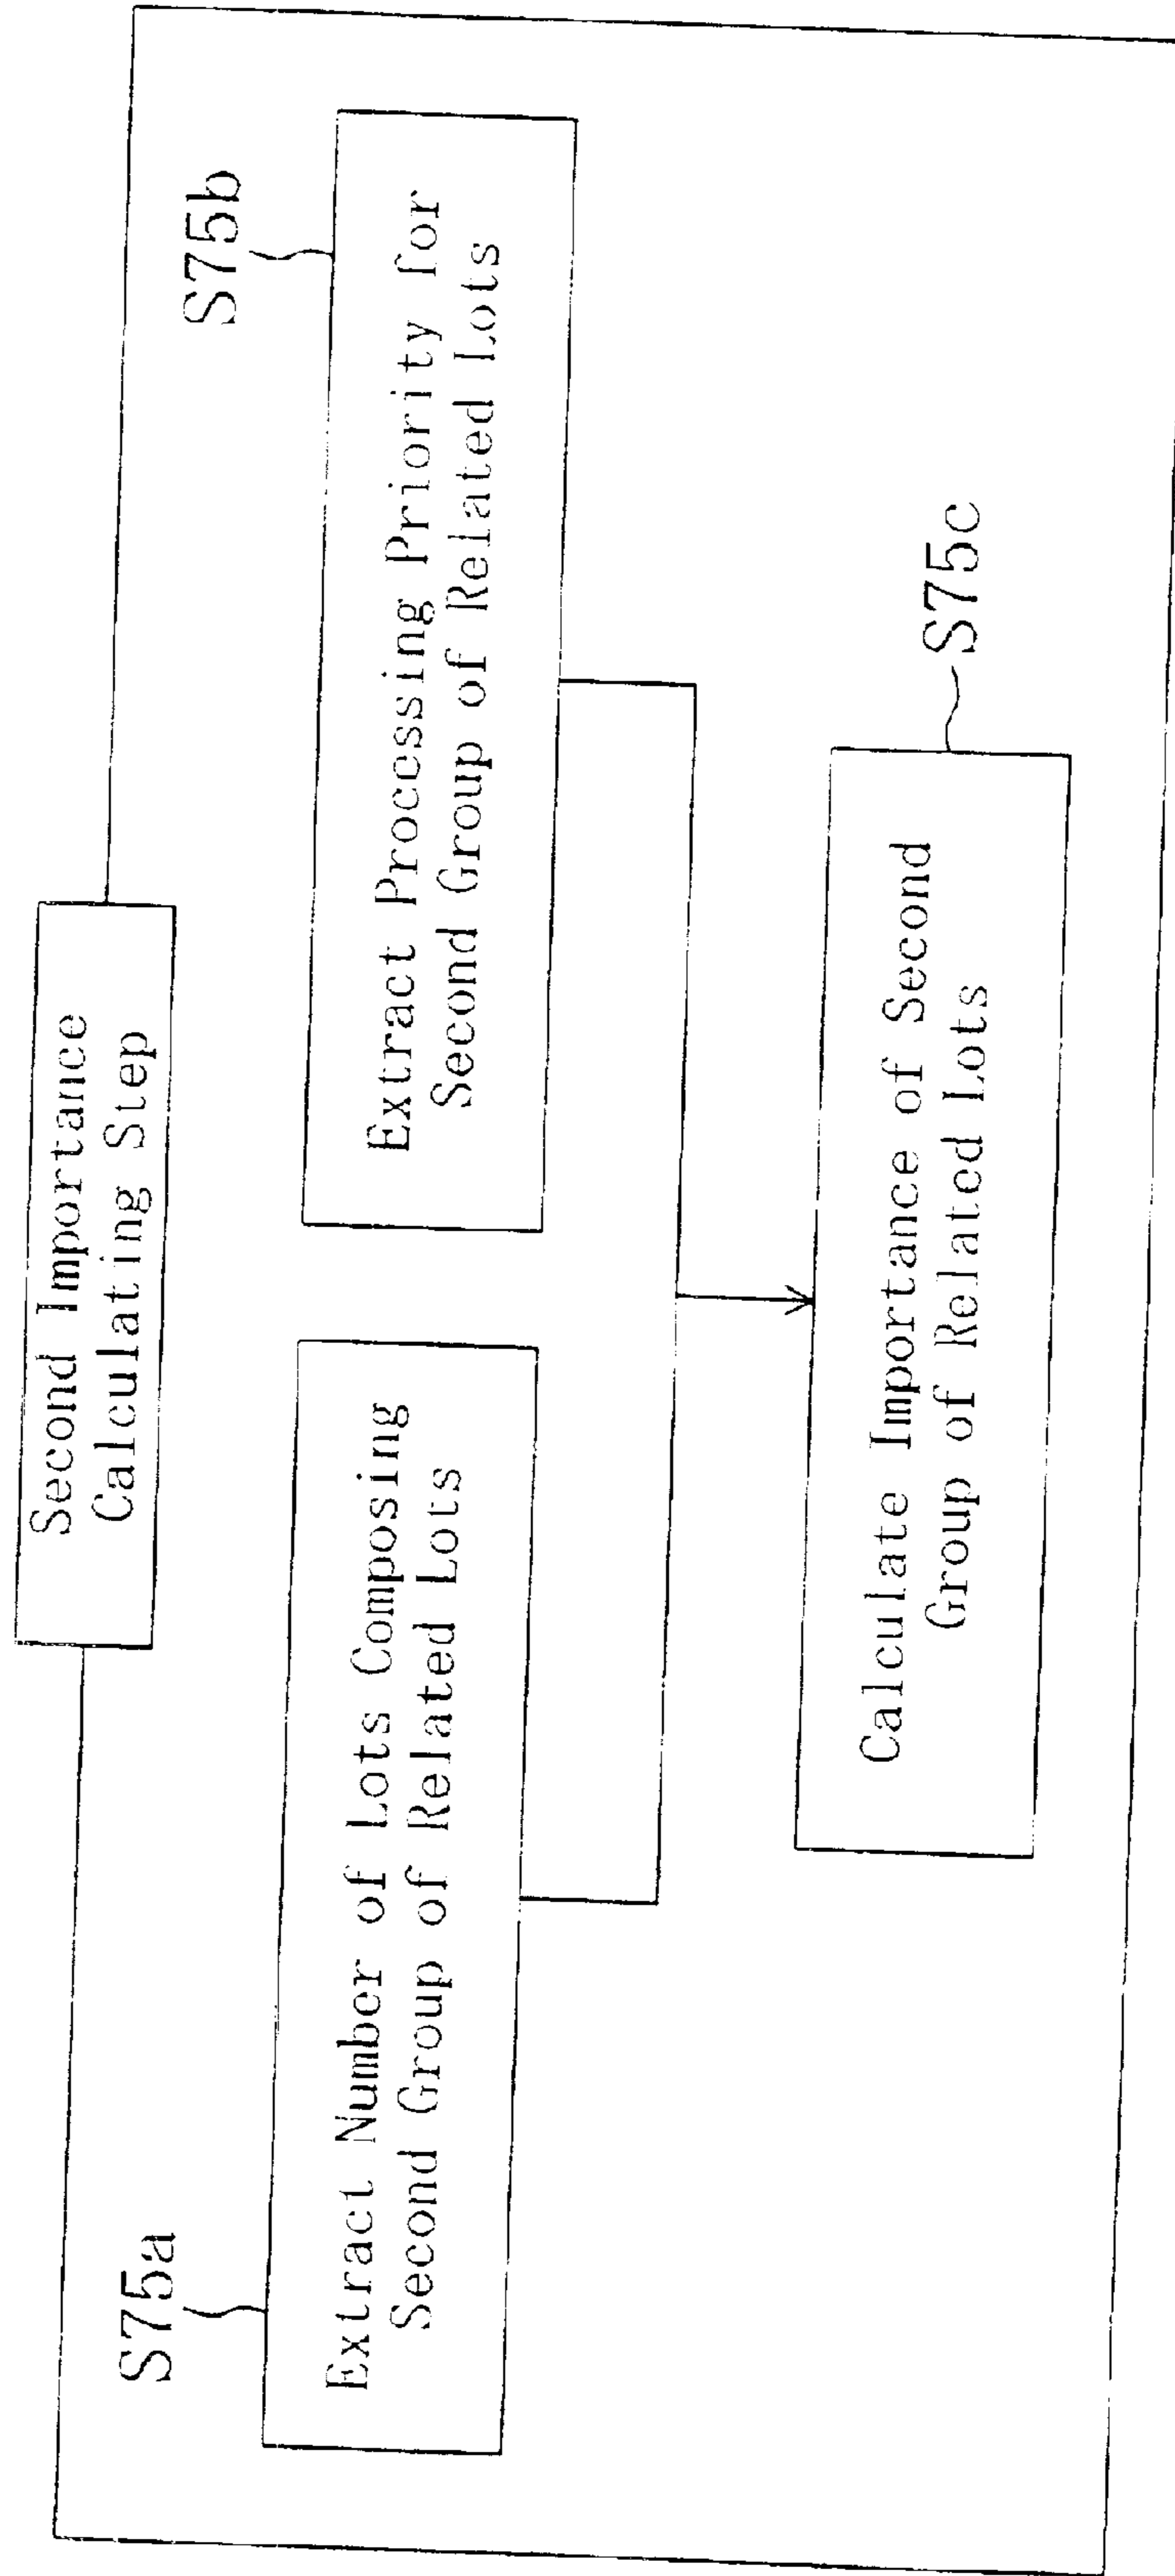 Second Importance
Calculating Step
S75a
Extract Number of Lots Composing
Second Group of Related Lots
S75b
Extract Processing Priority for
Second Group of Related Lots
S75c
Calculate Importance of Second
Group of Related Lots